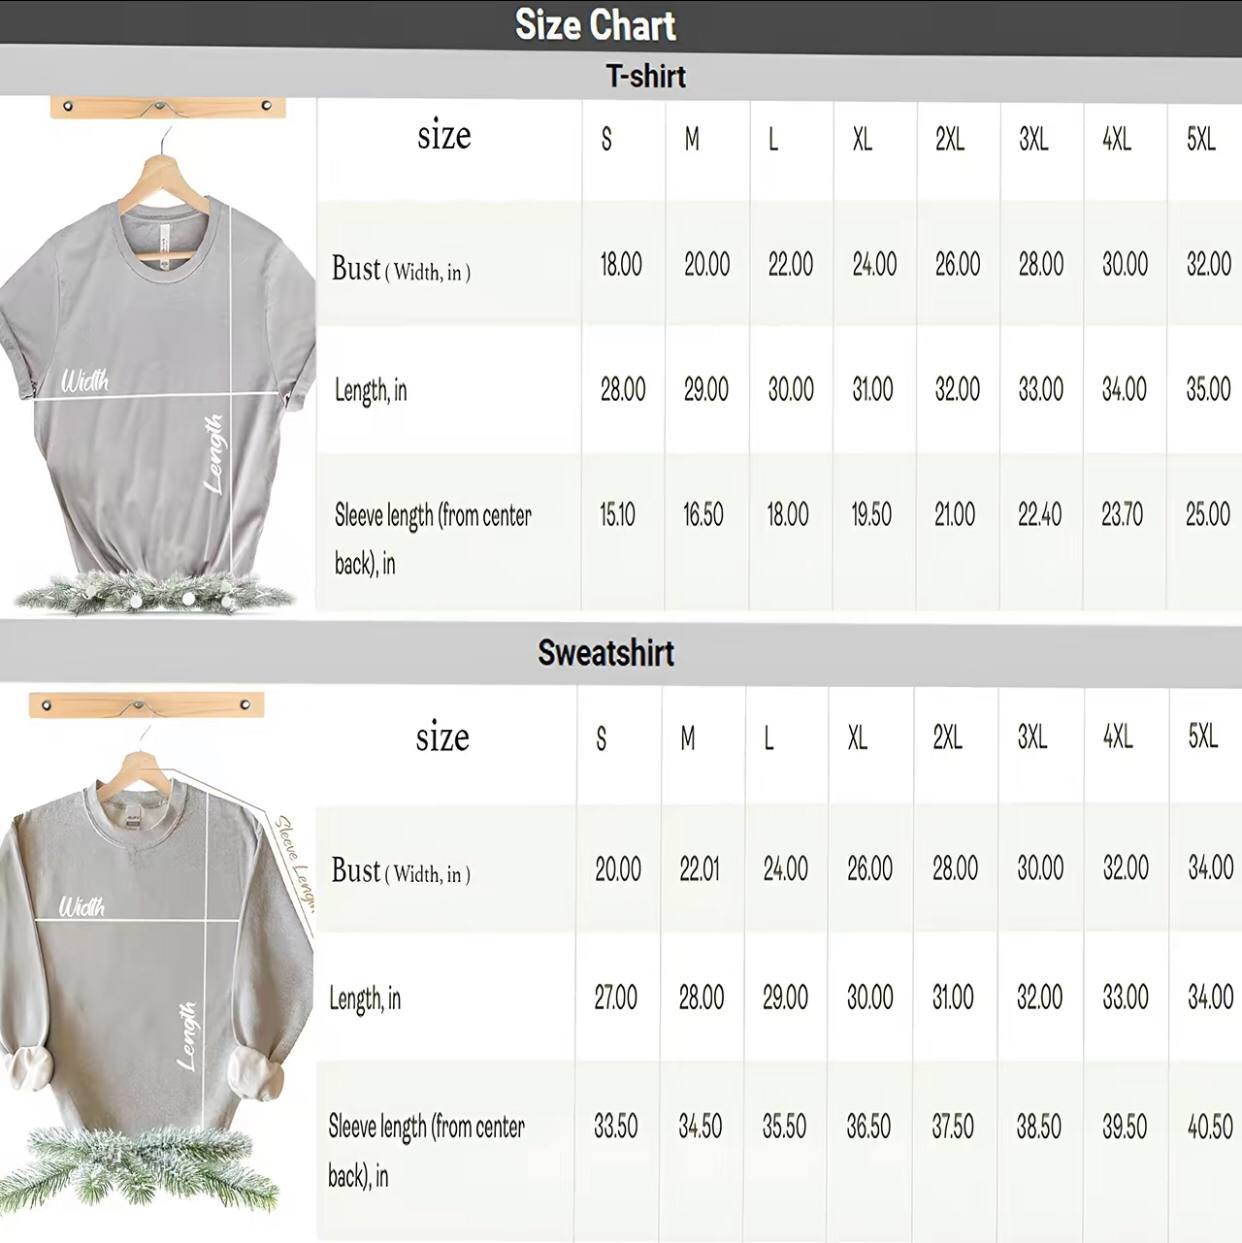 Size Chart
T-shirt
size S M L XL 2XL 3XL 4XL 5XL
Bust ( Width, in ) 18.00 20.00 22.00 24.00 26.00 28.00 30.00 32.00
Width
Length, in 28.00 29.00 30.00 31.00 32.00 33.00 34.00 35.00
Length
Sleeve length (from center 15.10 16.50 18.00 19.50 21.00 22.40 23.70 25.00
back), in
Sweatshirt
size S M L XL 2XL 3XL 4XL 5XL
Sleeve Length
Bust ( Width, in ) 20.00 22.01 24.00 26.00 28.00 30.00 32.00 34.00
Width
Length, in 27.00 28.00 29.00 30.00 31.00 32.00 33.00 34.00
Length
Sleeve length (from center 33.50 34.50 35.50 36.50 37.50 38.50 39.50 40.50
back), in